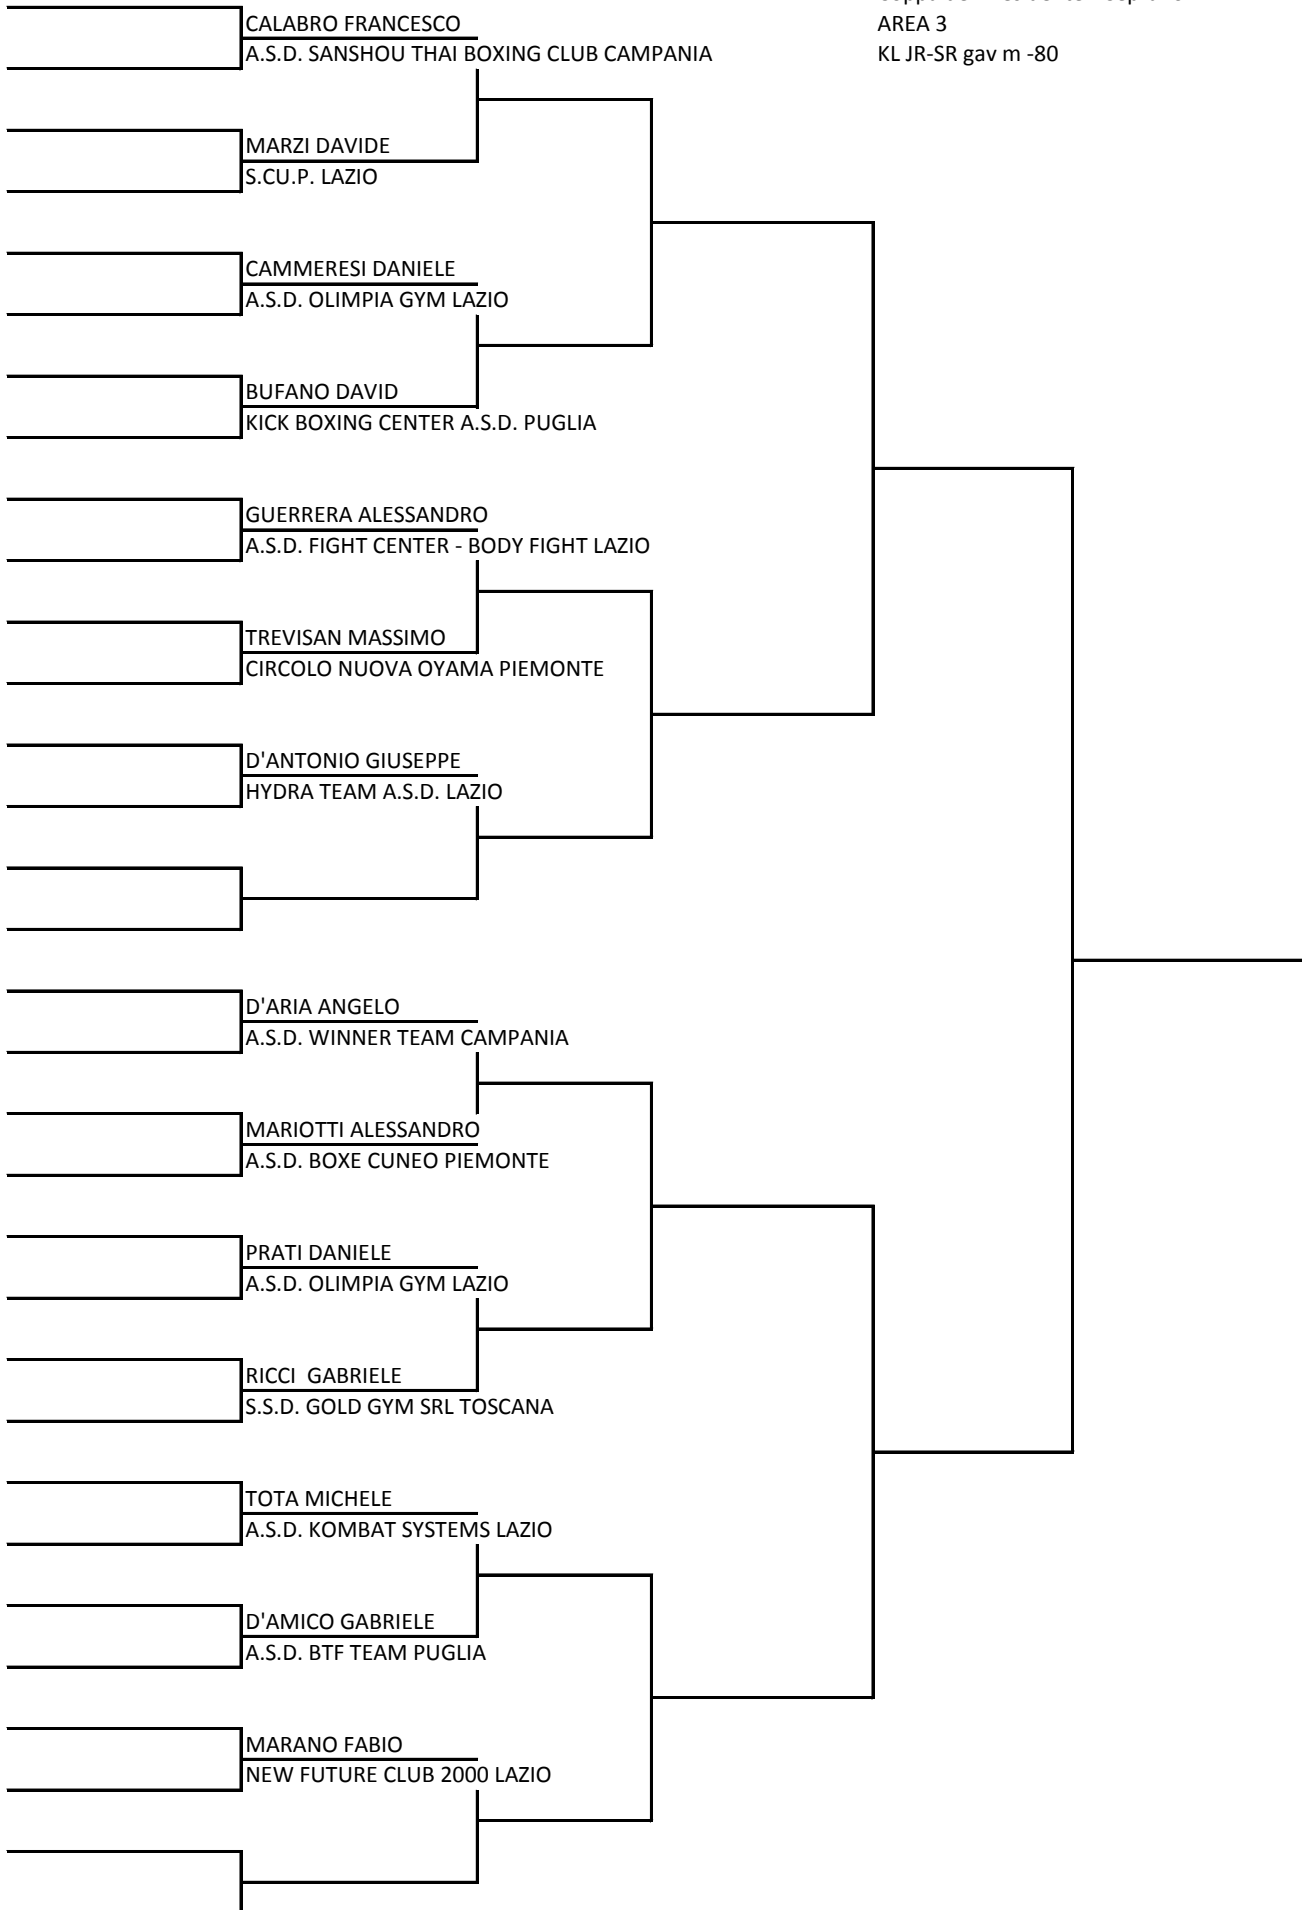 CALABRO FRANCESCO
A.S.D. SANSHOU THAI BOXING CLUB CAMPANIA
AREA 3
KL JR-SR gav m -80
MARZI DAVIDE
S.CU.P. LAZIO
CAMMERESI DANIELE
A.S.D. OLIMPIA GYM LAZIO
BUFANO DAVID
KICK BOXING CENTER A.S.D. PUGLIA
GUERRERA ALESSANDRO
A.S.D. FIGHT CENTER - BODY FIGHT LAZIO
TREVISAN MASSIMO
CIRCOLO NUOVA OYAMA PIEMONTE
D'ANTONIO GIUSEPPE
HYDRA TEAM A.S.D. LAZIO
D'ARIA ANGELO
A.S.D. WINNER TEAM CAMPANIA
MARIOTTI ALESSANDRO
A.S.D. BOXE CUNEO PIEMONTE
PRATI DANIELE
A.S.D. OLIMPIA GYM LAZIO
RICCI  GABRIELE
S.S.D. GOLD GYM SRL TOSCANA
TOTA MICHELE
A.S.D. KOMBAT SYSTEMS LAZIO
D'AMICO GABRIELE
A.S.D. BTF TEAM PUGLIA
MARANO FABIO
NEW FUTURE CLUB 2000 LAZIO